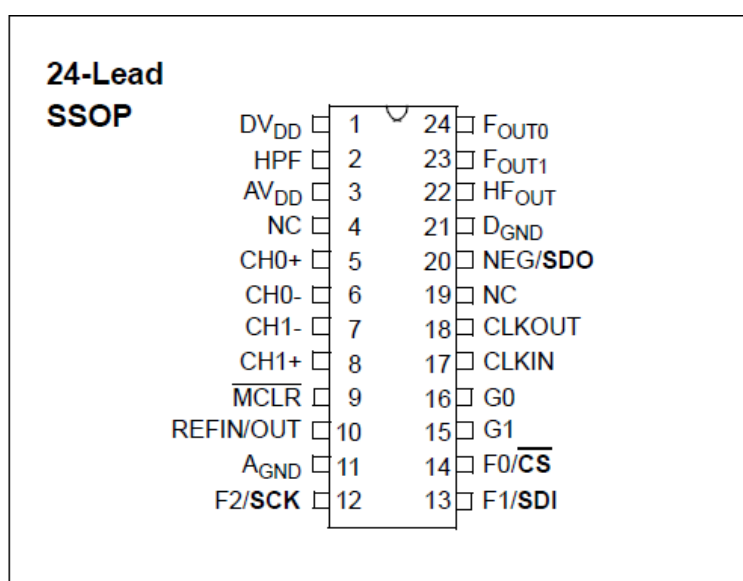 24-Lead
SSOP
DVDD 1 24 FOUT0
HPF 2 23 FOUT1
AVDD 3 22 HFOUT
NC 4 21 DGND
CH0+ 5 20 NEG/SDO
CH0- 6 19 NC
CH1- 7 18 CLKOUT
CH1+ 8 17 CLKIN
MCLR 9 16 G0
REFIN/OUT 10 15 G1
AGND 11 14 F0/CS
F2/SCK 12 13 F1/SDI